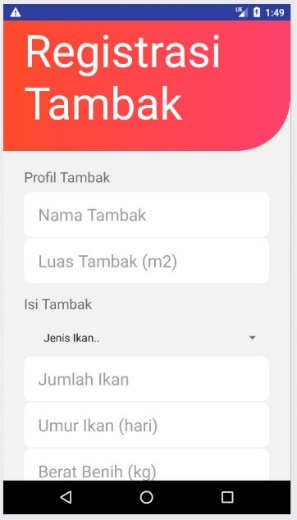 1:49
Registrasi
Tambak
Profil Tambak
Nama Tambak
Luas Tambak (m2)
Isi Tambak
Jenis Ikan..
Jumlah Ikan
Umur Ikan (hari)
Berat Benih (kg)